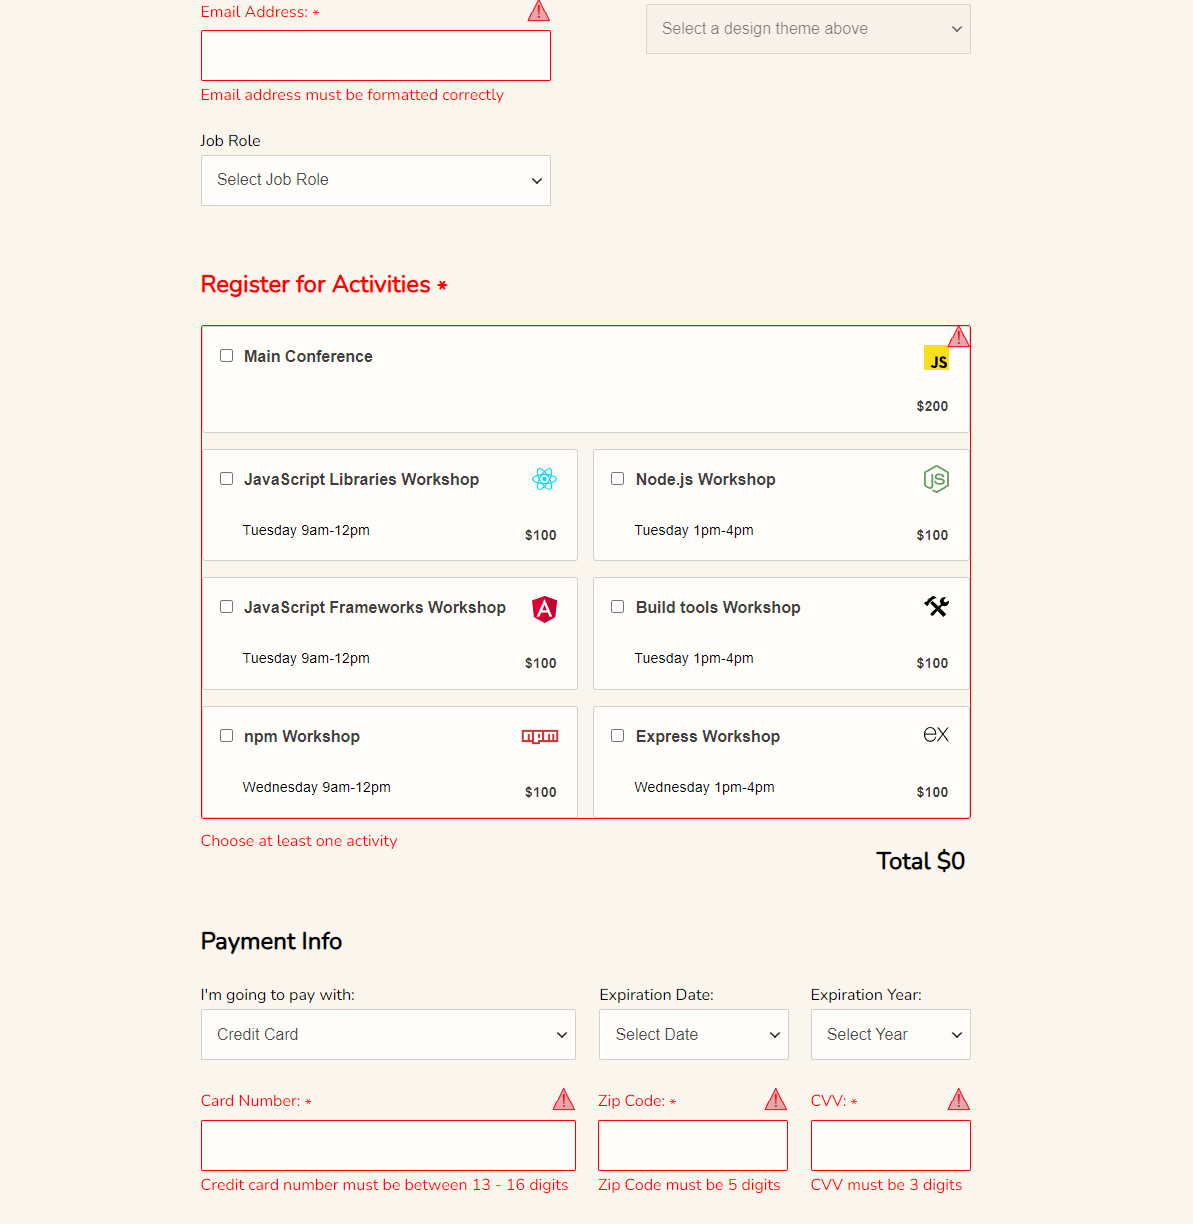 Email Address: *
Select a design theme above
Email address must be formatted correctly
Job Role
Select Job Role
Register for Activities *
Main Conference
JS
$200
JavaScript Libraries Workshop
Tuesday 9am-12pm
$100
Node.js Workshop
JS
Tuesday 1pm-4pm
$100
JavaScript Frameworks Workshop
A
Tuesday 9am-12pm
$100
Build tools Workshop
Tuesday 1pm-4pm
$100
npm Workshop
npm
Wednesday 9am-12pm
$100
Express Workshop
ex
Wednesday 1pm-4pm
$100
Choose at least one activity
Total $0
Payment Info
I'm going to pay with:
Expiration Date:
Expiration Year:
Credit Card
Select Date
Select Year
Card Number: *
Zip Code: *
CVV: *
Credit card number must be between 13 - 16 digits
Zip Code must be 5 digits
CVV must be 3 digits